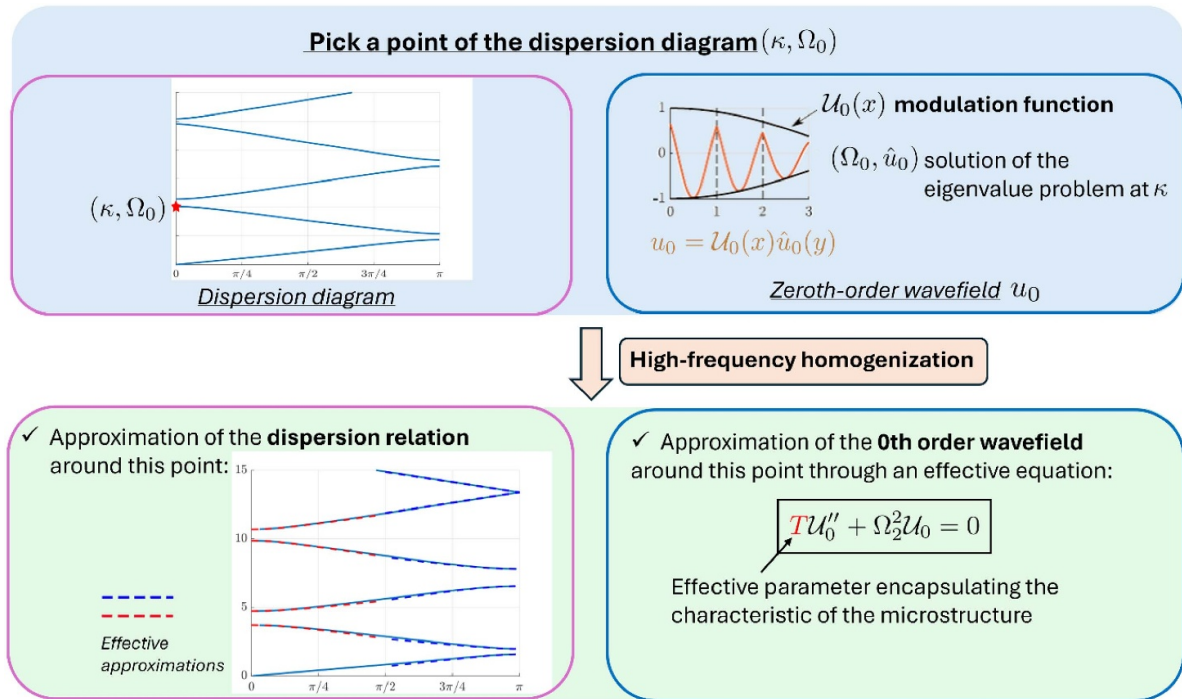 Pick a point of the dispersion diagram (κ, Ω₀)
(κ, Ω₀)
0 π/4 π/2 3π/4 π
Dispersion diagram
1
0
-1
0 1 2 3
𝒰₀(x) modulation function
(Ω₀, û₀) solution of the
eigenvalue problem at κ
u₀ = 𝒰₀(x)û₀(y)
Zeroth-order wavefield u₀
High-frequency homogenization
✓ Approximation of the dispersion relation
around this point:
15
10
5
0
0 π/4 π/2 3π/4 π
Effective
approximations
✓ Approximation of the 0th order wavefield
around this point through an effective equation:
T𝒰₀″ + Ω₂²𝒰₀ = 0
Effective parameter encapsulating the
characteristic of the microstructure